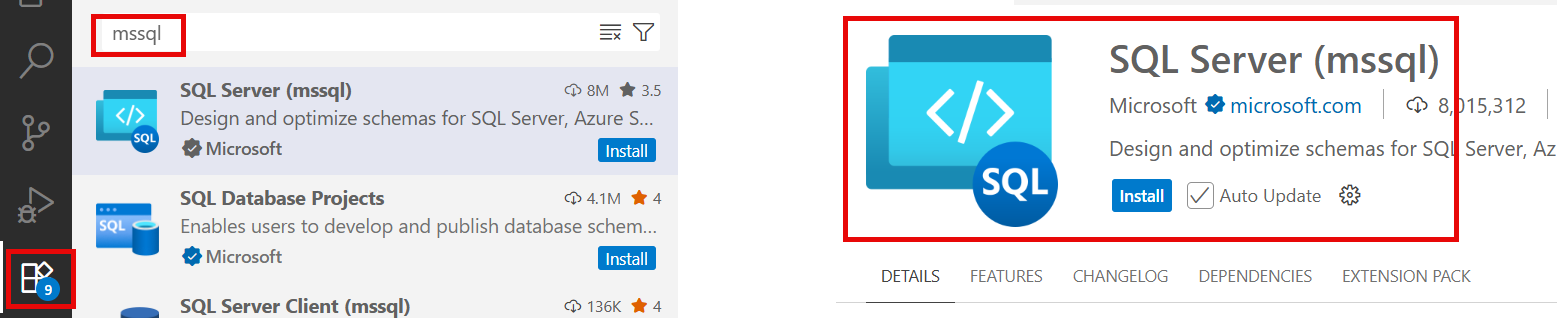 mssql
SQL Server (mssql) 8M 3.5
Design and optimize schemas for SQL Server, Azure S...
Microsoft Install
SQL Database Projects 4.1M 4
SQL
Enables users to develop and publish database schem...
Microsoft Install
9
SQL Server Client (mssql) 136K 4
SQL
SQL Server (mssql)
Microsoft microsoft.com 8,015,312
Design and optimize schemas for SQL Server, Az
Install Auto Update
SQL
DETAILS FEATURES CHANGELOG DEPENDENCIES EXTENSION PACK